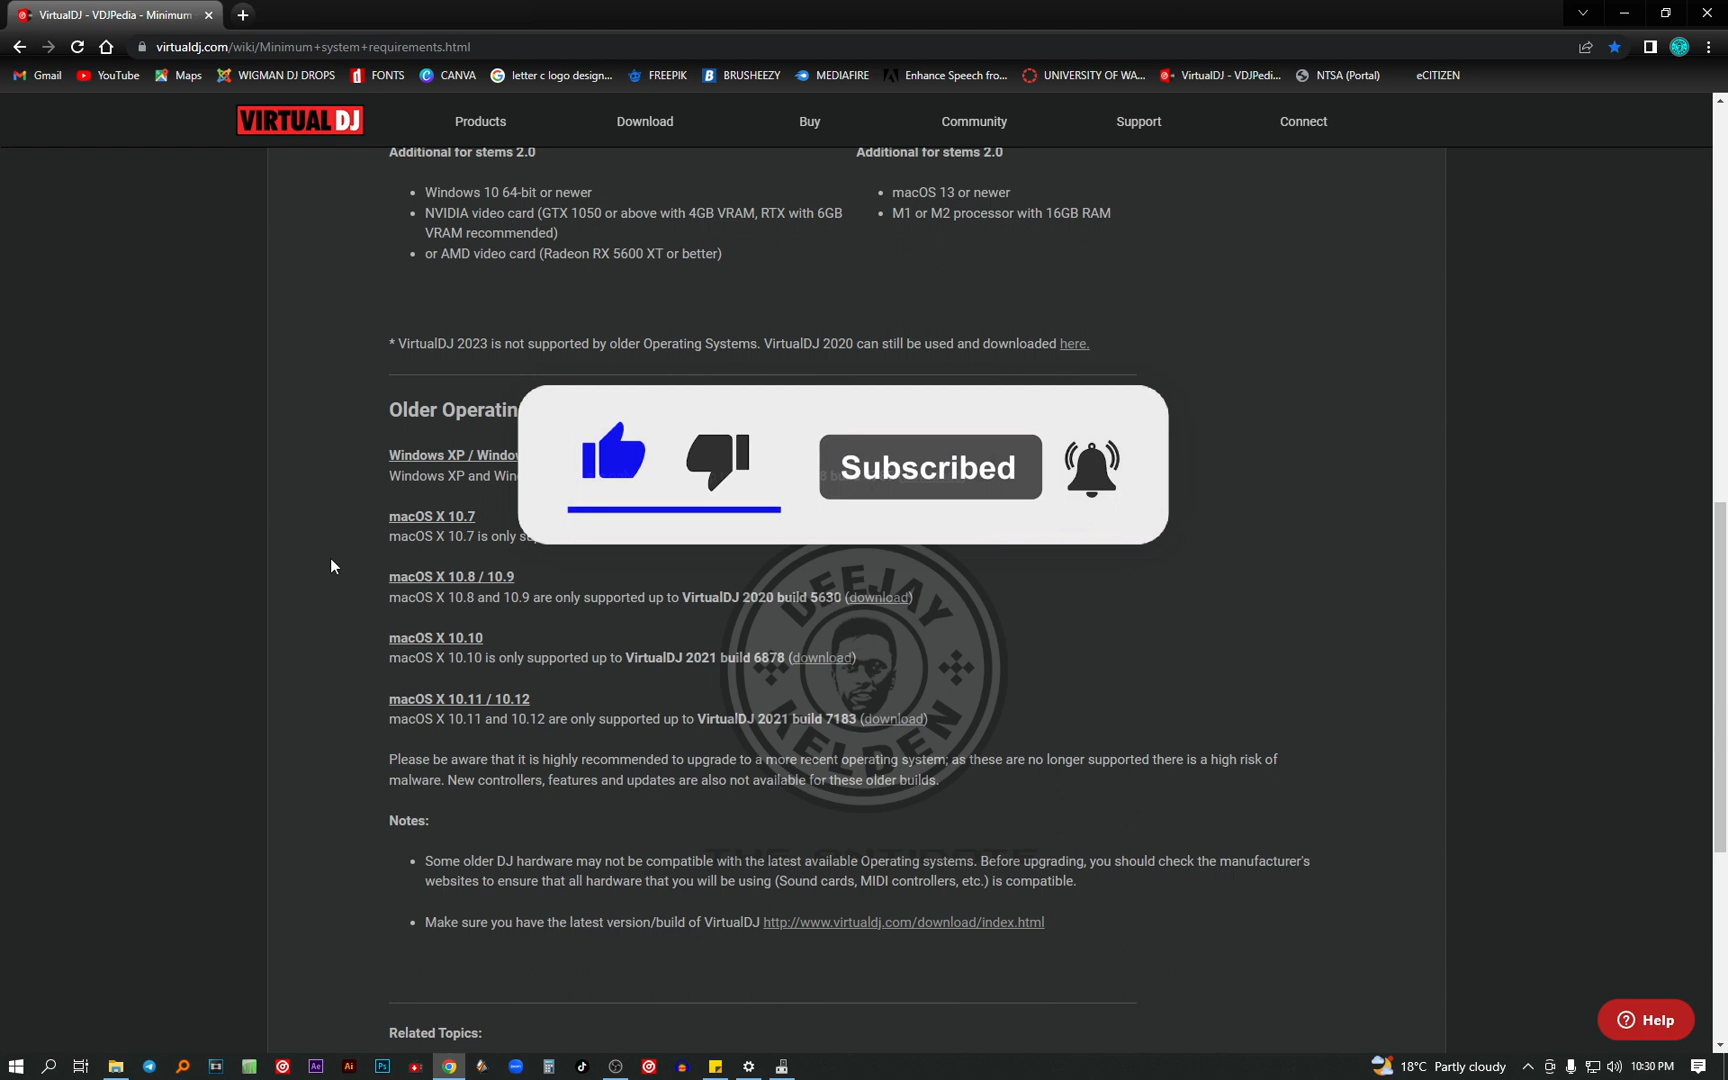 VirtualDJ - VDJPedia - Minimum
virtualdj.com/wiki/Minimum+system+requirements.html
Gmail YouTube Maps WIGMAN DJ DROPS FONTS CANVA letter c logo design... FREEPIK BRUSHEEZY MEDIAFIRE Enhance Speech fro... UNIVERSITY OF WA... VirtualDJ - VDJPedi... NTSA (Portal) eCITIZEN
VIRTUAL DJ Products Download Buy Community Support Connect
Additional for stems 2.0
Windows 10 64-bit or newer
NVIDIA video card (GTX 1050 or above with 4GB VRAM, RTX with 6GB
VRAM recommended)
or AMD video card (Radeon RX 5600 XT or better)
Additional for stems 2.0
macOS 13 or newer
M1 or M2 processor with 16GB RAM
* VirtualDJ 2023 is not supported by older Operating Systems. VirtualDJ 2020 can still be used and downloaded here.
Older Operatin
Subscribed
Windows XP / Windo
Windows XP and Win
macOS X 10.7
macOS X 10.7 is only su
macOS X 10.8 / 10.9
macOS X 10.8 and 10.9 are only supported up to VirtualDJ 2020 build 5630 (download)
macOS X 10.10
macOS X 10.10 is only supported up to VirtualDJ 2021 build 6878 (download)
macOS X 10.11 / 10.12
macOS X 10.11 and 10.12 are only supported up to VirtualDJ 2021 build 7183 (download)
DEEJAY
KELDEN
Please be aware that it is highly recommended to upgrade to a more recent operating system; as these are no longer supported there is a high risk of
malware. New controllers, features and updates are also not available for these older builds.
Notes:
Some older DJ hardware may not be compatible with the latest available Operating systems. Before upgrading, you should check the manufacturer's
websites to ensure that all hardware that you will be using (Sound cards, MIDI controllers, etc.) is compatible.
Make sure you have the latest version/build of VirtualDJ http://www.virtualdj.com/download/index.html
Related Topics:
Help
Ae Ai Ps 18°C Partly cloudy 10:30 PM